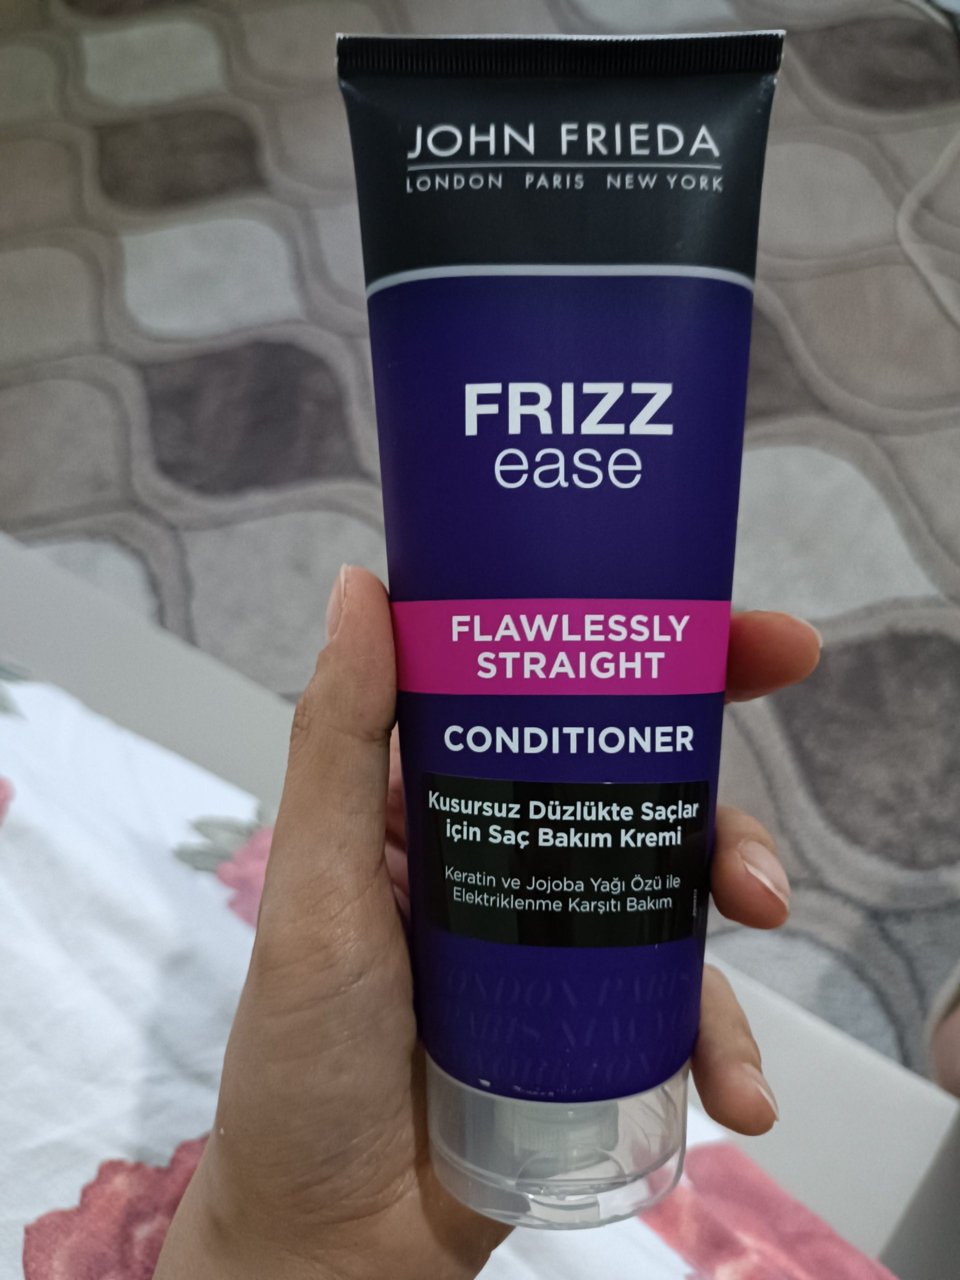 JOHN FRIEDA
LONDON PARIS NEW YORK
FRIZZ
ease
FLAWLESSLY
STRAIGHT
CONDITIONER
Kusursuz Düzlükte Saçlar
için Saç Bakım Kremi
Keratin ve Jojoba Yağı Özü ile
Elektriklenme Karşıtı Bakım